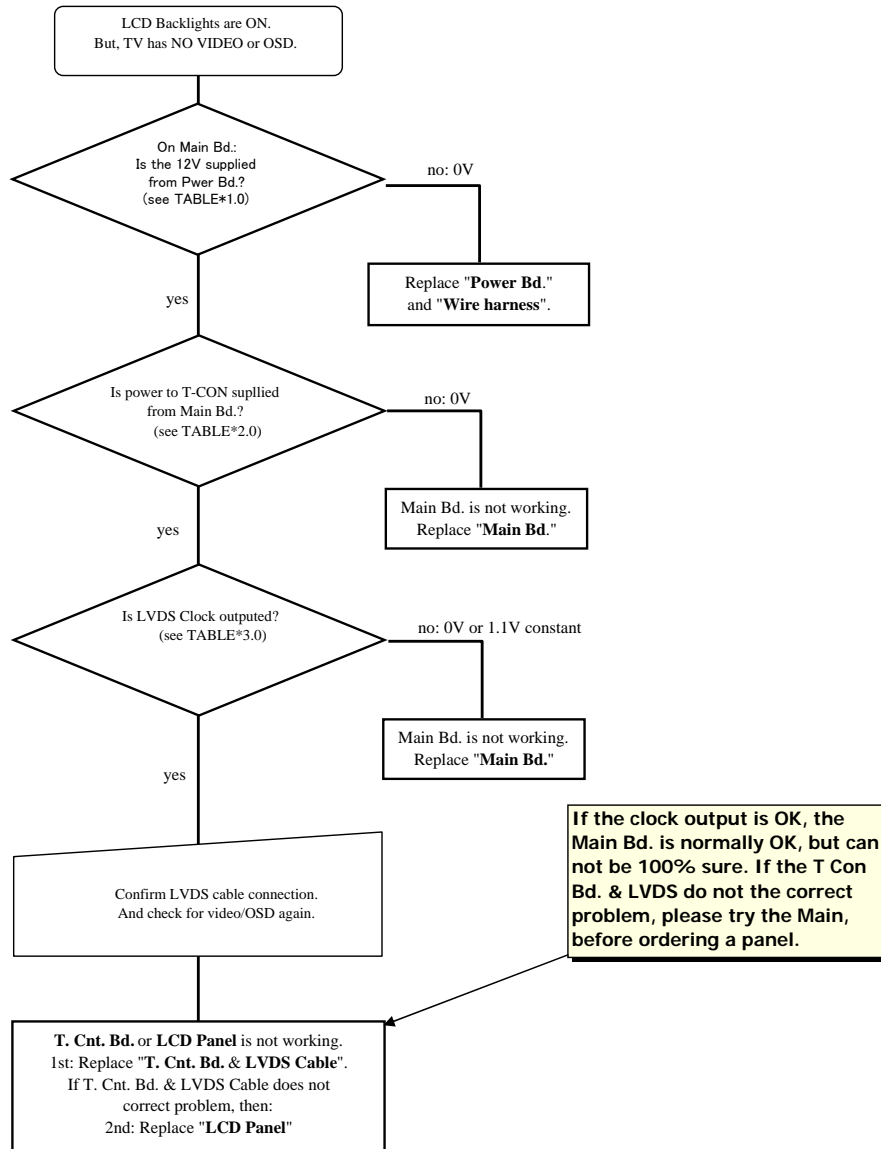 LCD Backlights are ON.
But, TV has NO VIDEO or OSD.
On Main Bd.:
Is the 12V supplied
from Pwer Bd.?
(see TABLE*1.0)
no: 0V
Replace "Power Bd."
and "Wire harness".
yes
Is power to T-CON supllied
from Main Bd.?
(see TABLE*2.0)
no: 0V
Main Bd. is not working.
Replace "Main Bd."
yes
Is LVDS Clock outputed?
(see TABLE*3.0)
no: 0V or 1.1V constant
Main Bd. is not working.
Replace "Main Bd."
yes
If the clock output is OK, the
Main Bd. is normally OK, but can
not be 100% sure. If the T Con
Bd. & LVDS do not the correct
problem, please try the Main,
before ordering a panel.
Confirm LVDS cable connection.
And check for video/OSD again.
T. Cnt. Bd. or LCD Panel is not working.
1st: Replace "T. Cnt. Bd. & LVDS Cable".
If T. Cnt. Bd. & LVDS Cable does not
correct problem, then:
2nd: Replace "LCD Panel"